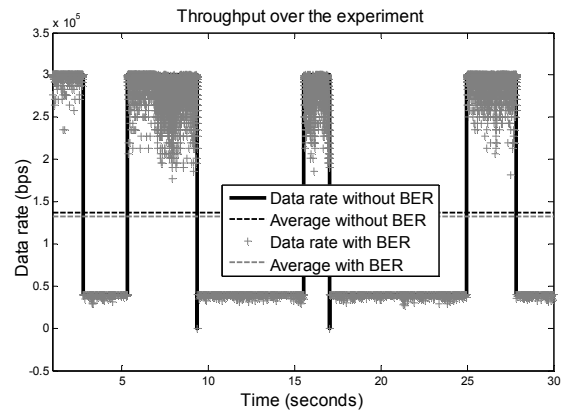 Throughput over the experiment
x 10⁵
3.5
3
2.5
2
1.5
1
0.5
0
-0.5
Data rate (bps)
Data rate without BER
Average without BER
Data rate with BER
Average with BER
5 10 15 20 25 30
Time (seconds)